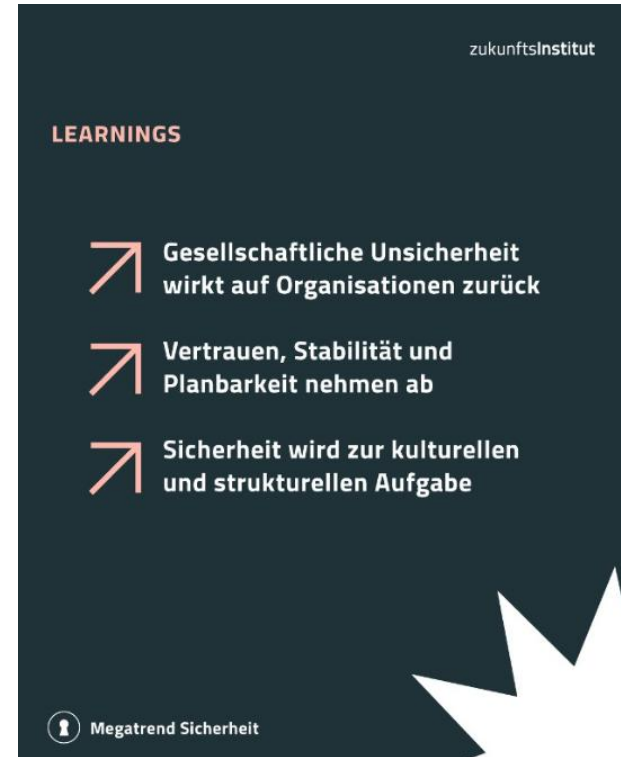 zukunftsInstitut
LEARNINGS
Gesellschaftliche Unsicherheit
wirkt auf Organisationen zurück
Vertrauen, Stabilität und
Planbarkeit nehmen ab
Sicherheit wird zur kulturellen
und strukturellen Aufgabe
Megatrend Sicherheit